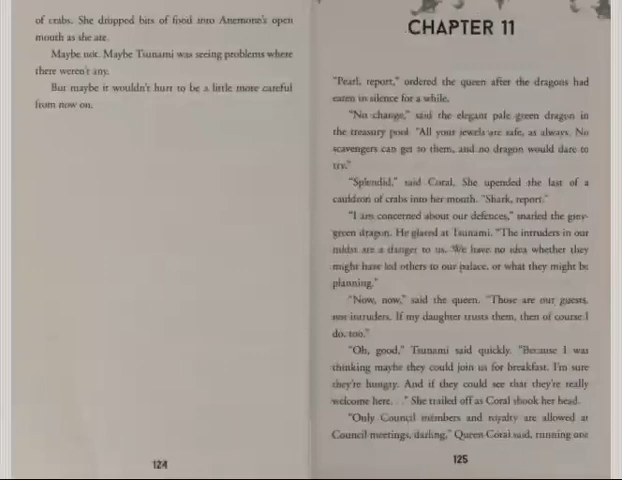 of crabs. She dropped bits of food into Anemone's open
mouth as she ate.
Maybe not. Maybe Tsunami was seeing problems where
there weren't any.
But maybe it wouldn't hurt to be a little more careful
from now on.
124
CHAPTER 11
"Pearl, report," ordered the queen after the dragons had
eaten in silence for a while.
"No change," said the elegant pale green dragon in
the treasury pool. "All your jewels are safe, as always. No
scavengers can get to them, and no dragon would dare to
try."
"Splendid," said Coral. She upended the last of a
cauldron of crabs into her mouth. "Shark, report."
"I am concerned about our defences," snarled the grey-
green dragon. He glared at Tsunami. "The intruders in our
midst are a danger to us. We have no idea whether they
might have led others to our palace, or what they might be
planning."
"Now, now," said the queen. "Those are our guests,
not intruders. If my daughter trusts them, then of course I
do, too."
"Oh, good," Tsunami said quickly. "Because I was
thinking maybe they could join us for breakfast. I'm sure
they're hungry. And if they could see that they're really
welcome here. . ." She trailed off as Coral shook her head.
"Only Council members and royalty are allowed at
Council meetings, darling," Queen Coral said, running one
125